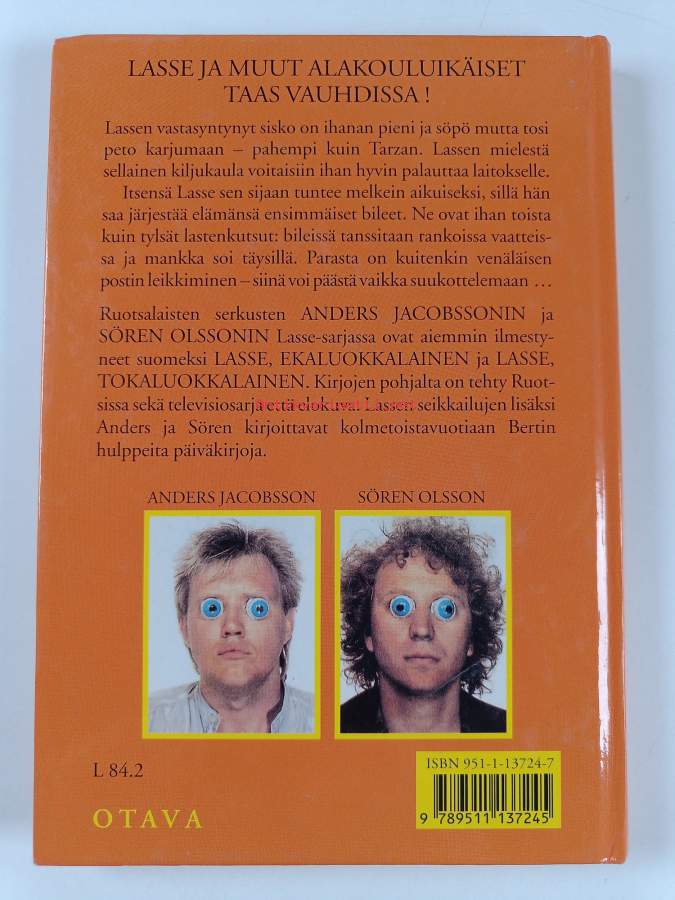 LASSE JA MUUT ALAKOULUIKÄISET
TAAS VAUHDISSA !
Lassen vastasyntynyt sisko on ihanan pieni ja söpö mutta tosi
peto karjumaan – pahempi kuin Tarzan. Lassen mielestä
sellainen kiljukaula voitaisiin ihan hyvin palauttaa laitokselle.
Itsensä Lasse sen sijaan tuntee melkein aikuiseksi, sillä hän
saa järjestää elämänsä ensimmäiset bileet. Ne ovat ihan toista
kuin tylsät lastenkutsut: bileissä tanssitaan rankoissa vaatteis-
sa ja mankka soi täysillä. Parasta on kuitenkin venäläisen
postin leikkiminen – siinä voi päästä vaikka suukottelemaan ...
Ruotsalaisten serkusten ANDERS JACOBSSONIN ja
SÖREN OLSSONIN Lasse-sarjassa ovat aiemmin ilmesty-
neet suomeksi LASSE, EKALUOKKALAINEN ja LASSE,
TOKALUOKKALAINEN. Kirjojen pohjalta on tehty Ruot-
sissa sekä televisiosarja että elokuva. Lassen seikkailujen lisäksi
Anders ja Sören kirjoittavat kolmetoistavuotiaan Bertin
hulppeita päiväkirjoja.
ANDERS JACOBSSON SÖREN OLSSON
L 84.2
OTAVA
ISBN 951-1-13724-7
9 789511 137245